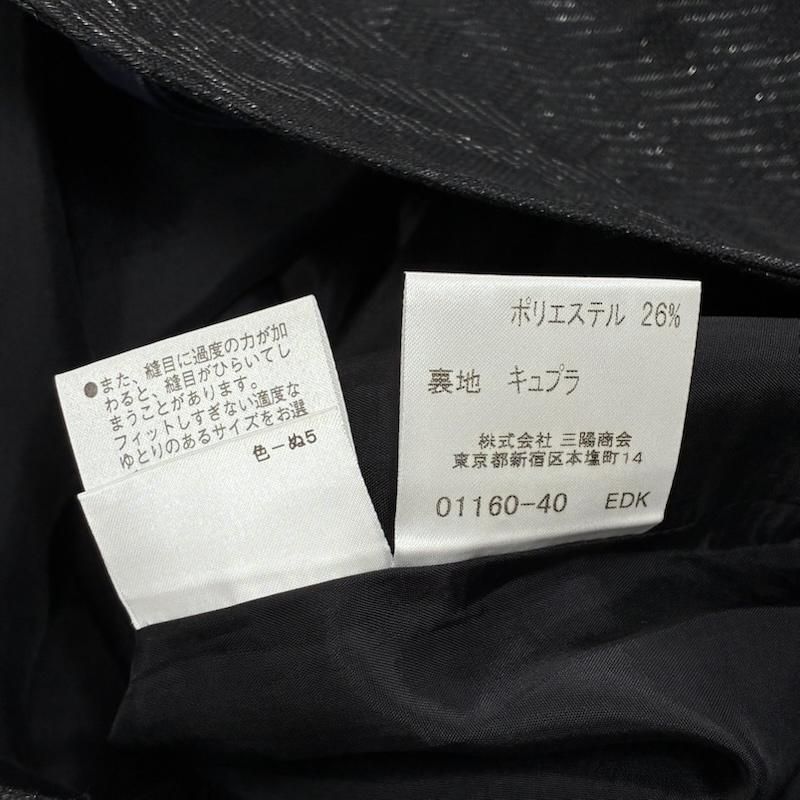 ●また、縫目に過度の力が加
わると、縫目がひらいてし
まうことがあります。
フィットしすぎない適度な
ゆとりのあるサイズをお選
色ーぬ5
ポリエステル 26%
裏地 キュプラ
株式会社 三陽商会
東京都新宿区本塩町14
01160-40 EDK